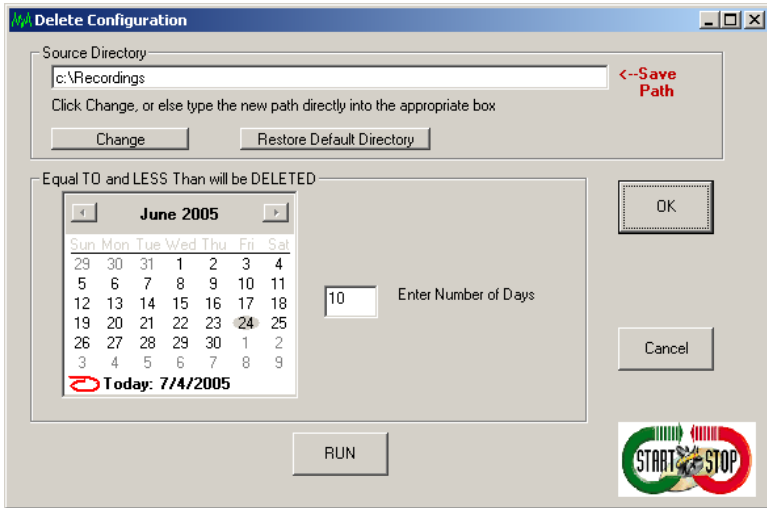 Delete Configuration
Source Directory
c:\Recordings
<--Save
Path
Click Change, or else type the new path directly into the appropriate box
Change Restore Default Directory
Equal TO and LESS Than will be DELETED
June 2005
Sun Mon Tue Wed Thu Fri Sat
29 30 31 1 2 3 4
5 6 7 8 9 10 11
12 13 14 15 16 17 18
19 20 21 22 23 24 25
26 27 28 29 30 1 2
3 4 5 6 7 8 9
Today: 7/4/2005
10 Enter Number of Days
OK
Cancel
RUN
START STOP